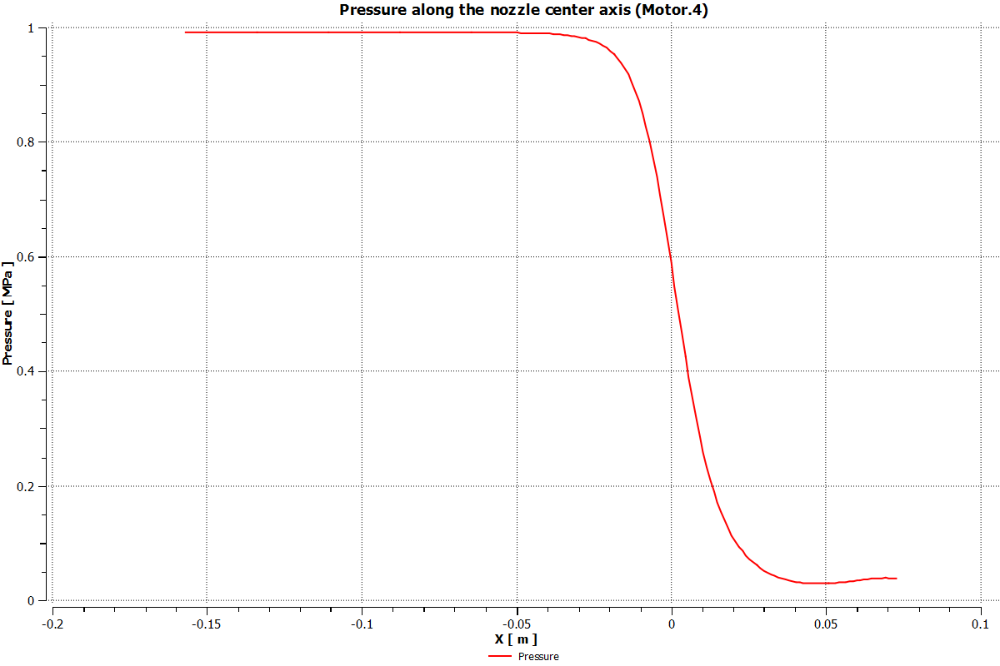 Pressure along the nozzle center axis (Motor.4)
1
0.8
0.6
0.4
0.2
0
Pressure [ MPa ]
-0.2 -0.15 -0.1 -0.05 0 0.05 0.1
X [ m ]
Pressure